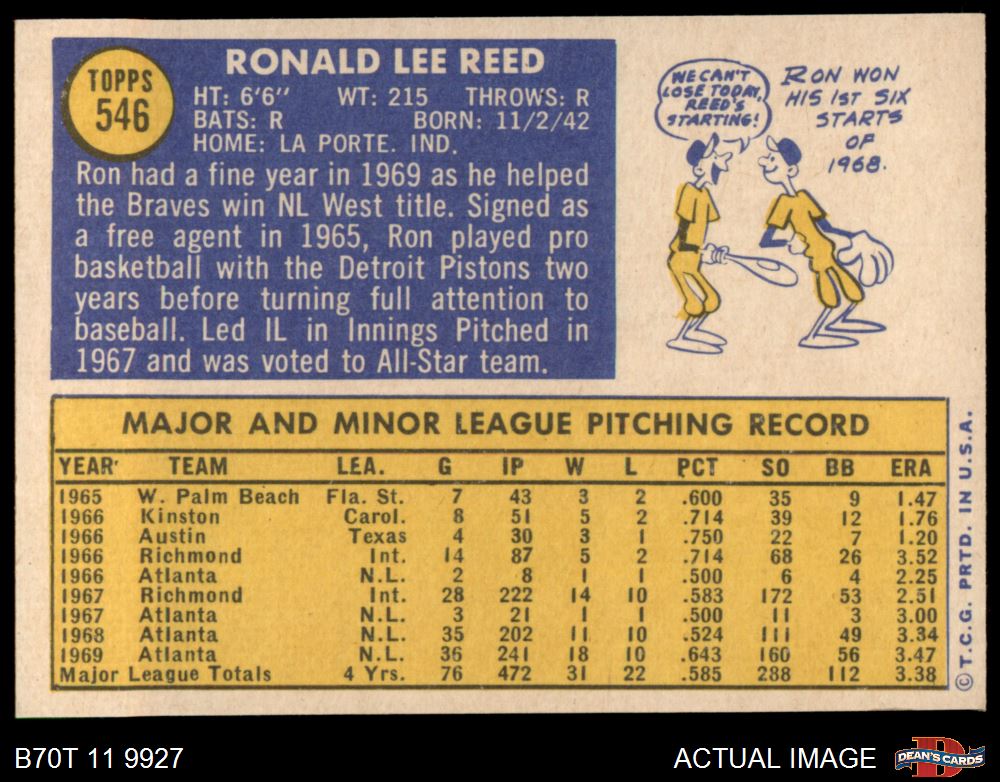 TOPPS
546
RONALD LEE REED
HT: 6'6" WT: 215 THROWS: R
BATS: R BORN: 11/2/42
HOME: LA PORTE. IND.
Ron had a fine year in 1969 as he helped
the Braves win NL West title. Signed as
a free agent in 1965, Ron played pro
basketball with the Detroit Pistons two
years before turning full attention to
baseball. Led IL in Innings Pitched in
1967 and was voted to All-Star team.
WE CAN'T
LOSE TODAY,
REED'S
STARTING!
RON WON
HIS 1ST SIX
STARTS
OF
1968.
MAJOR AND MINOR LEAGUE PITCHING RECORD
YEAR TEAM LEA. G IP W L PCT SO BB ERA
1965 W. Palm Beach Fla. St. 7 43 3 2 .600 35 9 1.47
1966 Kinston Carol. 8 51 5 2 .714 39 12 1.76
1966 Austin Texas 4 30 3 1 .750 22 7 1.20
1966 Richmond Int. 14 87 5 2 .714 68 26 3.52
1966 Atlanta N.L. 2 8 1 1 .500 6 4 2.25
1967 Richmond Int. 28 222 14 10 .583 172 53 2.51
1967 Atlanta N.L. 3 21 1 1 .500 11 3 3.00
1968 Atlanta N.L. 35 202 11 10 .524 111 49 3.34
1969 Atlanta N.L. 36 241 18 10 .643 160 56 3.47
Major League Totals 4 Yrs. 76 472 31 22 .585 288 112 3.38
© T.C.G. PRTD. IN U.S.A.
B70T 11 9927
ACTUAL IMAGE
D
DEAN'S CARDS